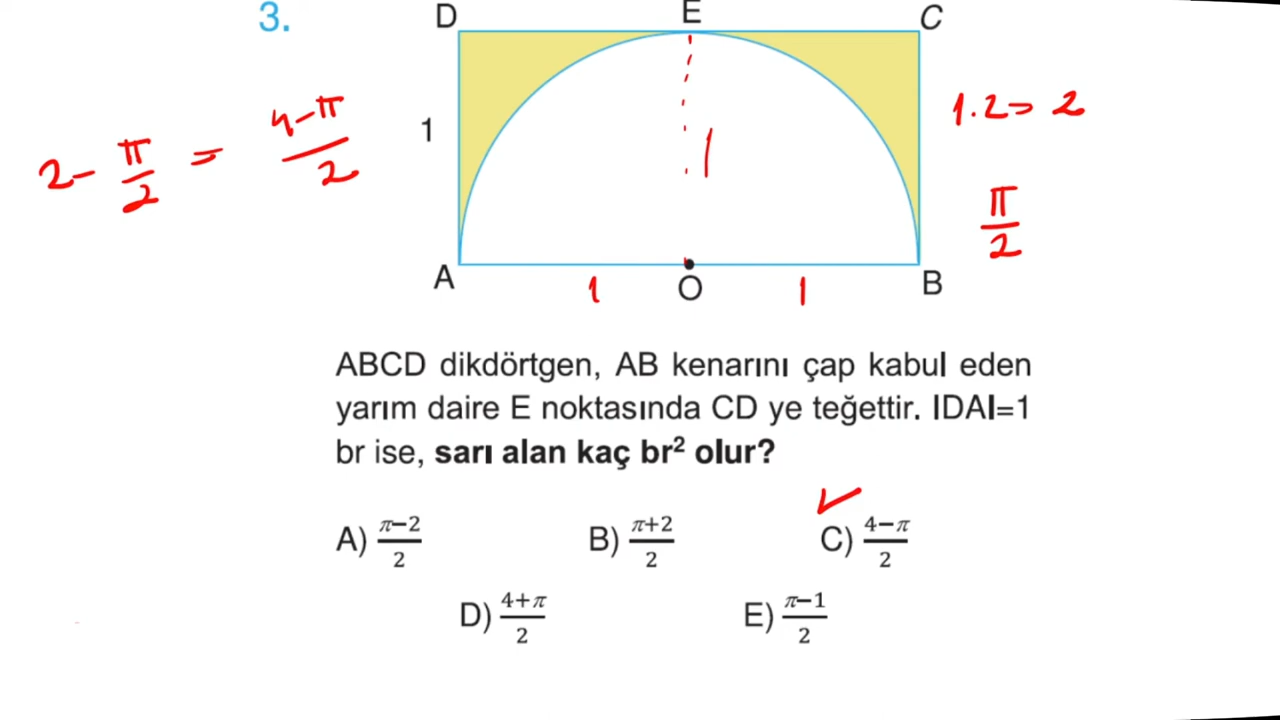 3.
D E C
2 - π/2 = 4-π/2
1
1
1.2 = 2
π/2
A O B
1 1
ABCD dikdörtgen, AB kenarını çap kabul eden
yarım daire E noktasında CD ye teğettir. IDAI=1
br ise, sarı alan kaç br² olur?
A) π−2/2 B) π+2/2 C) 4−π/2
D) 4+π/2 E) π−1/2